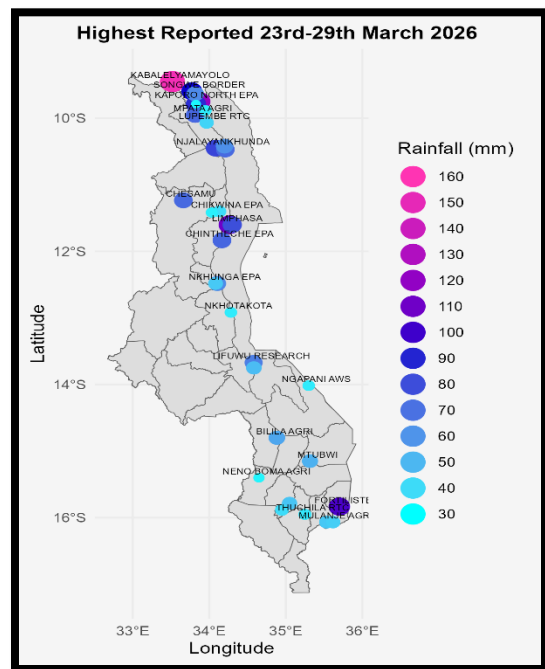 Highest Reported 23rd-29th March 2026
KABALELYAMAYOLO
SONGWE BORDER
KAPORO NORTH EPA
MPATA AGRI
LUPEMBE RTC
NJALAYANKHUNDA
CHESAMU
CHIKWINA EPA
LIMPHASA
CHINTHECHE EPA
NKHUNGA EPA
NKHOTAKOTA
LIFUWU RESEARCH
NGAPANI AWS
BILILA AGRI
MTUBWI
NENO BOMA AGRI
THUCHILA
MULANJE AGR
10°S
12°S
14°S
16°S
Latitude
33°E 34°E 35°E 36°E
Longitude
Rainfall (mm)
160
150
140
130
120
110
100
90
80
70
60
50
40
30